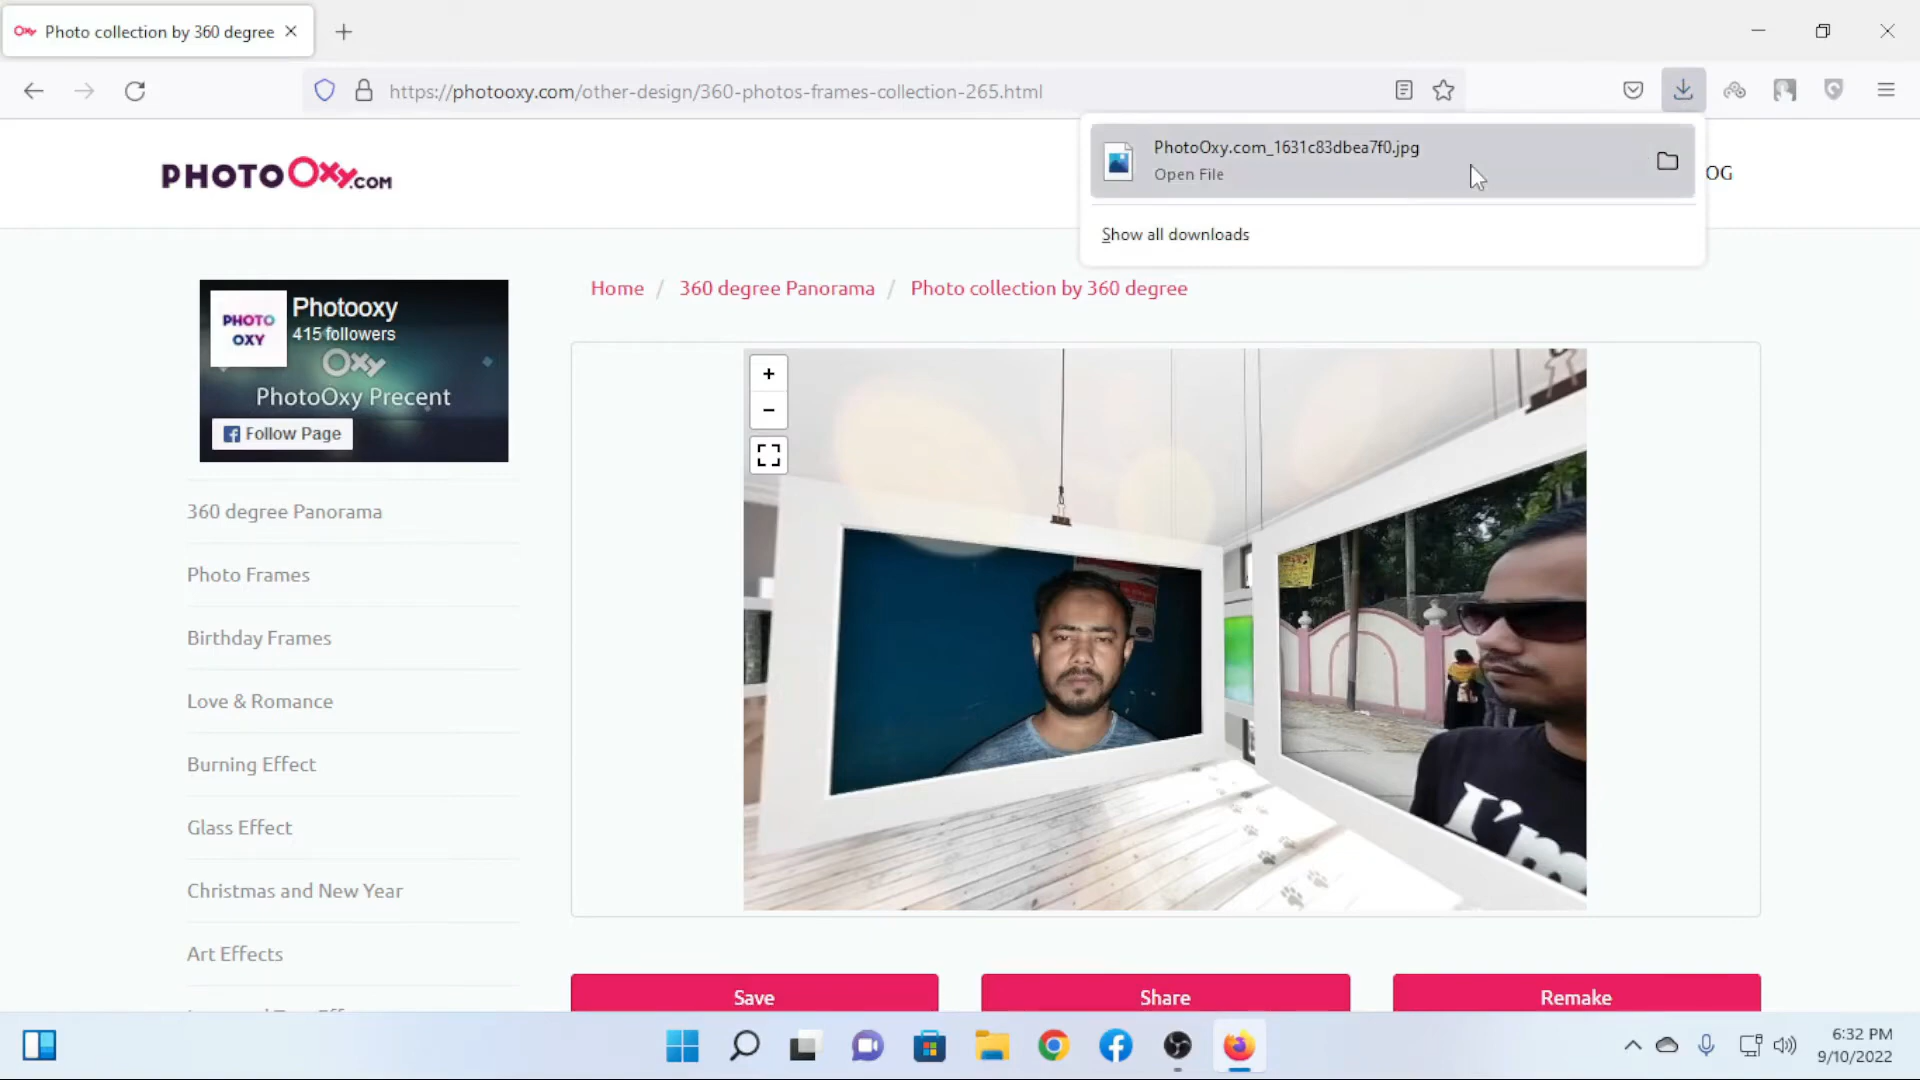 Oxy Photo collection by 360 degree
https://photooxy.com/other-design/360-photos-frames-collection-265.html
PhotoOxy.com_1631c83dbea7f0.jpg
Open File
Show all downloads
PHOTO Oxy.COM
OG
Home / 360 degree Panorama / Photo collection by 360 degree
PHOTO
OXY
Photooxy
415 followers
Oxy
PhotoOxy Precent
Follow Page
360 degree Panorama
Photo Frames
Birthday Frames
Love & Romance
Burning Effect
Glass Effect
Christmas and New Year
Art Effects
+
−
I'm
Save
Share
Remake
6:32 PM
9/10/2022